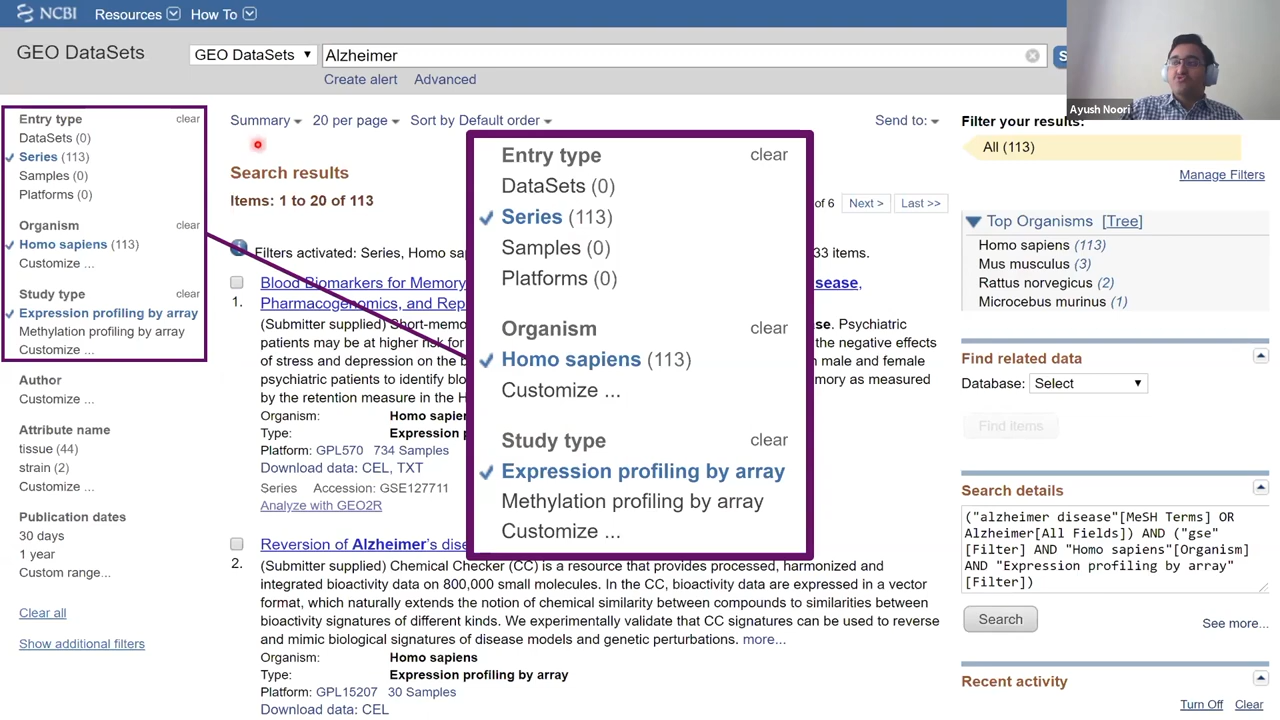 NCBI Resources How To
GEO DataSets
GEO DataSets
Alzheimer
Create alert Advanced
Ayush Noori
Entry type clear
DataSets (0)
Series (113)
Samples (0)
Platforms (0)
Organism clear
Homo sapiens (113)
Customize ...
Study type clear
Expression profiling by array
Methylation profiling by array
Customize ...
Author
Customize ...
Attribute name
tissue (44)
strain (2)
Customize ...
Publication dates
30 days
1 year
Custom range...
Clear all
Show additional filters
Summary 20 per page Sort by Default order Send to:
Search results
Items: 1 to 20 of 113
of 6 Next > Last >>
Filters activated: Series, Homo 33 items.
1.
Blood Biomarkers for Memory
Pharmacogenomics, and
(Submitter supplied) . Psychiatric
patients may be at higher risk for the negative effects
of stress and depression on the male and female
psychiatric patients to identify as measured
by the retention measure in the
Organism: Homo
Type: Expression
Platform: GPL570 734 Samples
Download data: CEL, TXT
Series Accession: GSE127711
Analyze with GEO2R
2.
Reversion of Alzheimer's
(Submitter supplied) Chemical Checker (CC) is a resource that provides processed, harmonized and
integrated bioactivity data on 800,000 small molecules. In the CC, bioactivity data are expressed in a vector
format, which naturally extends the notion of chemical similarity between compounds to similarities between
bioactivity signatures of different kinds. We experimentally validate that CC signatures can be used to reverse
and mimic biological signatures of disease models and genetic perturbations. more...
Organism: Homo sapiens
Type: Expression profiling by array
Platform: GPL15207 30 Samples
Download data: CEL
Entry type clear
DataSets (0)
Series (113)
Samples (0)
Platforms (0)
Organism clear
Homo sapiens (113)
Customize ...
Study type clear
Expression profiling by array
Methylation profiling by array
Customize ...
Filter your results:
All (113)
Manage Filters
Top Organisms [Tree]
Homo sapiens (113)
Mus musculus (3)
Rattus norvegicus (2)
Microcebus murinus (1)
Find related data
Database: Select
Find items
Search details
("alzheimer disease"[MeSH Terms] OR
Alzheimer[All Fields]) AND ("gse"
[Filter] AND "Homo sapiens"[Organism]
AND "Expression profiling by array"
[Filter])
Search
See more...
Recent activity
Turn Off Clear